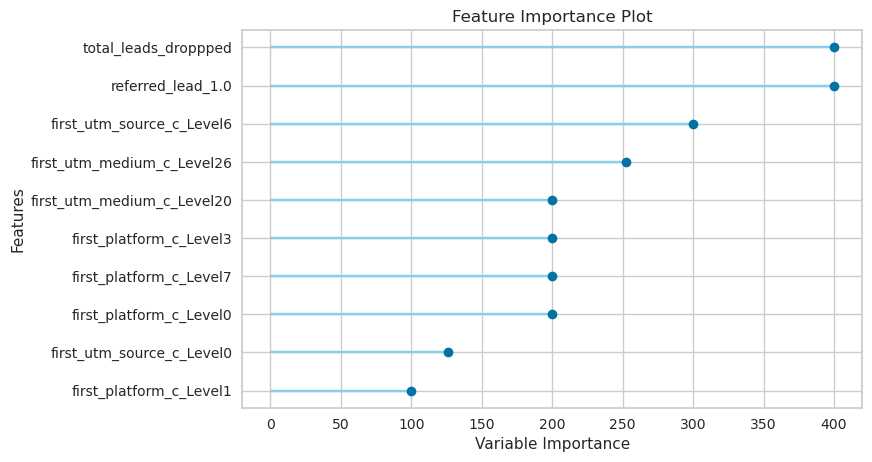 Feature Importance Plot
Features
total_leads_droppped
referred_lead_1.0
first_utm_source_c_Level6
first_utm_medium_c_Level26
first_utm_medium_c_Level20
first_platform_c_Level3
first_platform_c_Level7
first_platform_c_Level0
first_utm_source_c_Level0
first_platform_c_Level1
0 50 100 150 200 250 300 350 400
Variable Importance